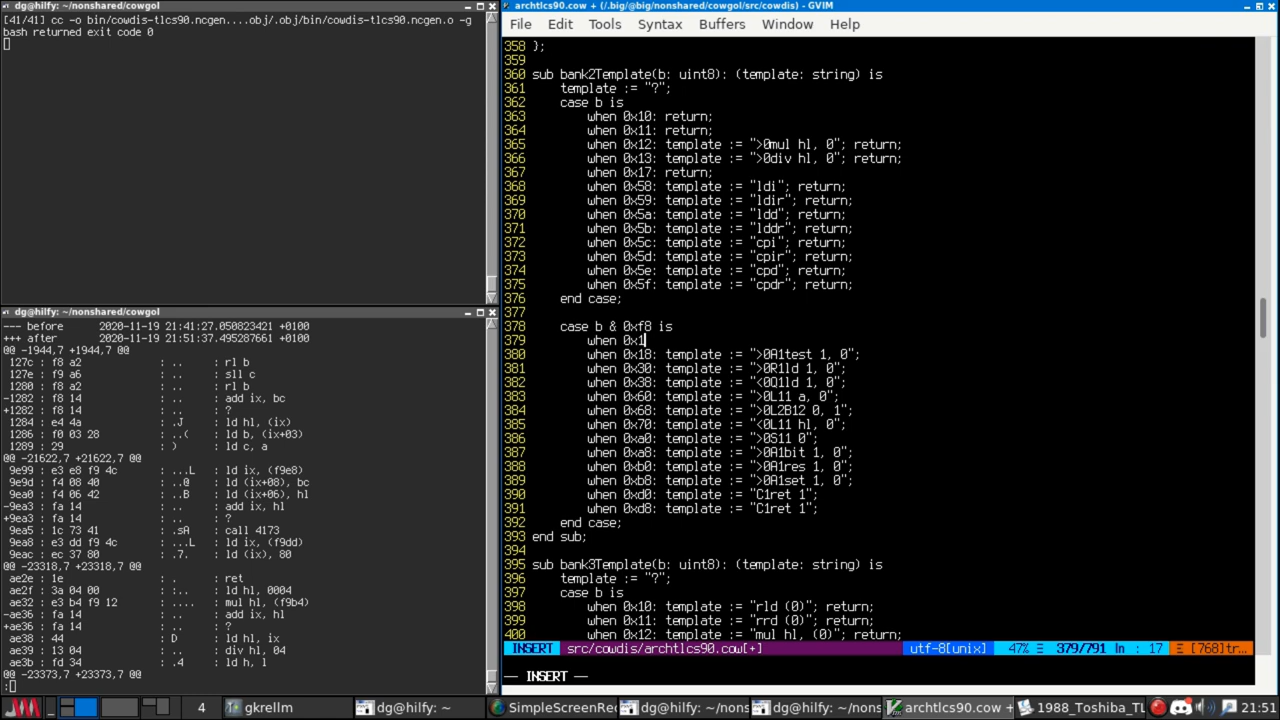 dg@hilfy: ~/nonshared/cowgol
[41/41] cc -o bin/cowdis-tlcs90.ncgen....obj/.obj/bin/cowdis-tlcs90.ncgen.o -g
bash returned exit code 0
dg@hilfy: ~/nonshared/cowgol
--- before 2020-11-19 21:41:27.050823421 +0100
+++ after 2020-11-19 21:51:37.495287661 +0100
@@ -1944,7 +1944,7 @@
127c : f8 a2 : .. : rl b
127e : f9 a6 : .. : sll c
1280 : f8 a2 : .. : rl b
-1282 : f8 14 : .. : add ix, bc
+1282 : f8 14 : .. : ?
1284 : e4 4a : .J : ld hl, (ix)
1286 : f0 03 28 : ..( : ld b, (ix+03)
1289 : 29 : ) : ld c, a
@@ -21622,7 +21622,7 @@
9e99 : e3 e8 f9 4c : ...L : ld ix, (f9e8)
9e9d : f4 08 40 : ..@ : ld (ix+08), bc
9ea0 : f4 06 42 : ..B : ld (ix+06), hl
-9ea3 : fa 14 : .. : add ix, hl
+9ea3 : fa 14 : .. : ?
9ea5 : 1c 73 41 : .sA : call 4173
9ea8 : e3 dd f9 4c : ...L : ld ix, (f9dd)
9eac : ec 37 80 : .7. : ld (ix), 80
@@ -23318,7 +23318,7 @@
ae2e : 1e : . : ret
ae2f : 3a 04 00 : :.. : ld hl, 0004
ae32 : e3 b4 f9 12 : .... : mul hl, (f9b4)
-ae36 : fa 14 : .. : add ix, hl
+ae36 : fa 14 : .. : ?
ae38 : 44 : D : ld hl, ix
ae39 : 13 04 : .. : div hl, 04
ae3b : fd 34 : .4 : ld h, l
@@ -23373,7 +23373,7 @@
:
archtlcs90.cow + (/.big/@big/nonshared/cowgol/src/cowdis) - GVIM
File Edit Tools Syntax Buffers Window Help
358 };
359
360 sub bank2Template(b: uint8): (template: string) is
361 template := "?";
362 case b is
363 when 0x10: return;
364 when 0x11: return;
365 when 0x12: template := ">0mul hl, 0"; return;
366 when 0x13: template := ">0div hl, 0"; return;
367 when 0x17: return;
368 when 0x58: template := "ldi"; return;
369 when 0x59: template := "ldir"; return;
370 when 0x5a: template := "ldd"; return;
371 when 0x5b: template := "lddr"; return;
372 when 0x5c: template := "cpi"; return;
373 when 0x5d: template := "cpir"; return;
374 when 0x5e: template := "cpd"; return;
375 when 0x5f: template := "cpdr"; return;
376 end case;
377
378 case b & 0xf8 is
379 when 0x1
380 when 0x18: template := ">0A1test 1, 0";
381 when 0x30: template := ">0R1ld 1, 0";
382 when 0x38: template := "<0Q1ld 1, 0";
383 when 0x60: template := ">0L11 a, 0";
384 when 0x68: template := ">0L2B12 0, 1";
385 when 0x70: template := "<0L11 hl, 0";
386 when 0xa0: template := ">0S11 0";
387 when 0xa8: template := ">0A1bit 1, 0";
388 when 0xb0: template := ">0A1res 1, 0";
389 when 0xb8: template := ">0A1set 1, 0";
390 when 0xd0: template := "C1ret 1";
391 when 0xd8: template := "C1ret 1";
392 end case;
393 end sub;
394
395 sub bank3Template(b: uint8): (template: string) is
396 template := "?";
397 case b is
398 when 0x10: template := "rld (0)"; return;
399 when 0x11: template := "rrd (0)"; return;
400 when 0x12: template := "mul hl, (0)"; return;
INSERT src/cowdis/archtlcs90.cow[+] utf-8[unix] 47% Ξ 379/791 ln : 17 Ξ [768]tr...
— INSERT —
4 gkrellm dg@hilfy: ~ SimpleScreenRec dg@hilfy: ~/nons dg@hilfy: ~/nons archtlcs90.cow + 1988_Toshiba_TL 21:51